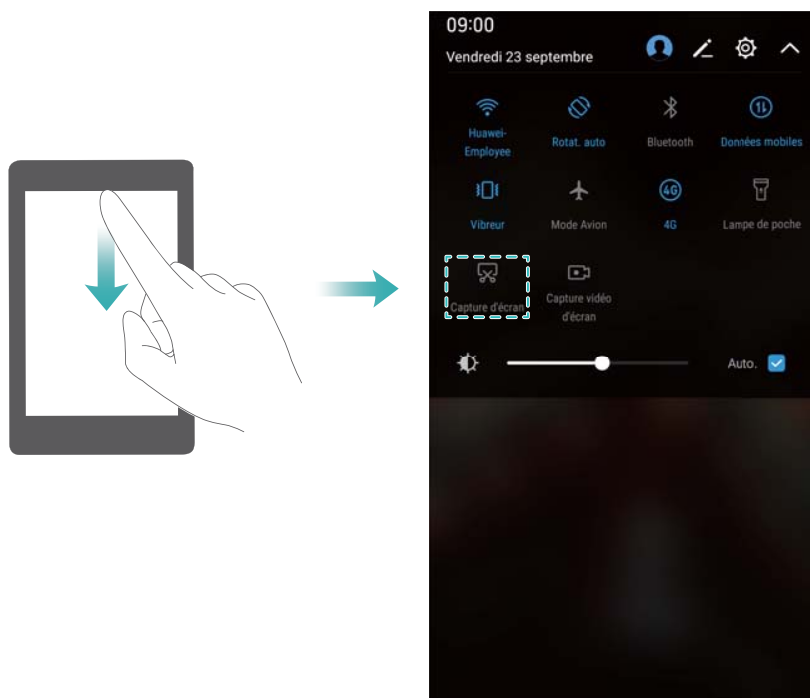 09:00
Vendredi 23 septembre
Huawei-
Employee
Rotat. auto
Bluetooth
Données mobiles
Vibreur
Mode Avion
4G
4G
Lampe de poche
Capture d'écran
Capture vidéo
d'écran
Auto.